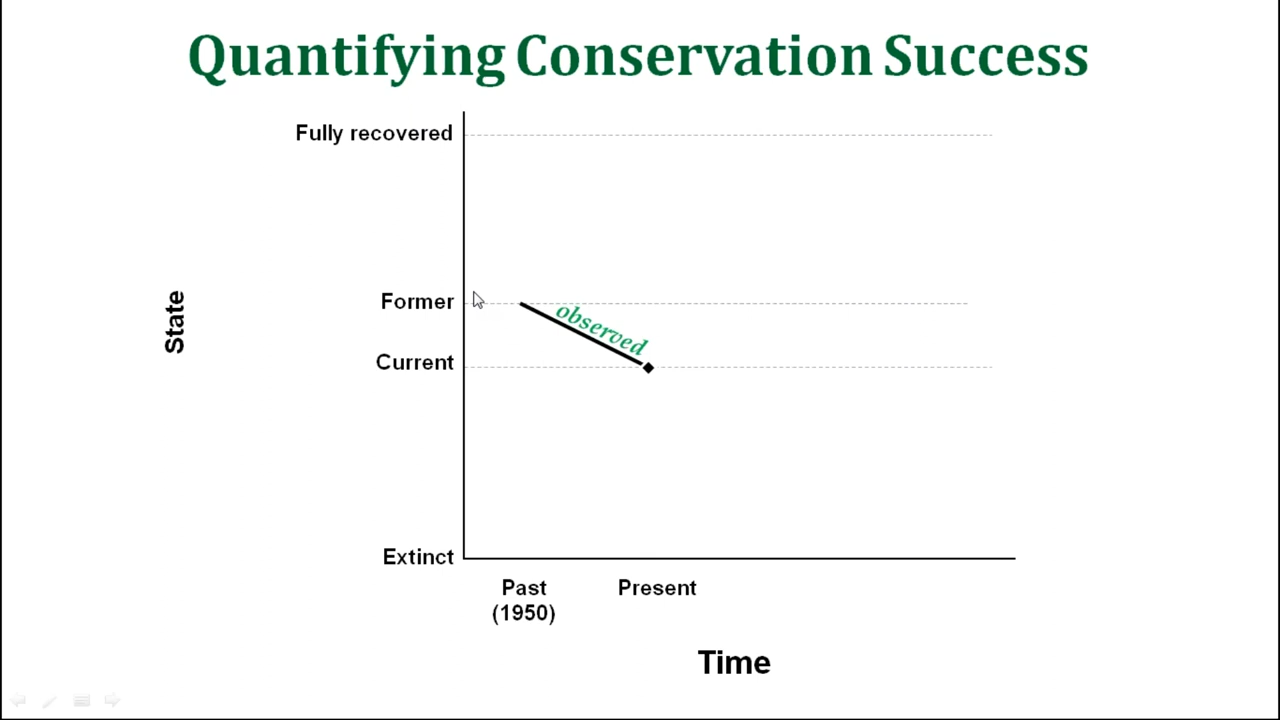 Quantifying Conservation Success
Fully recovered
State
Former
observed
Current
Extinct
Past
(1950)
Present
Time